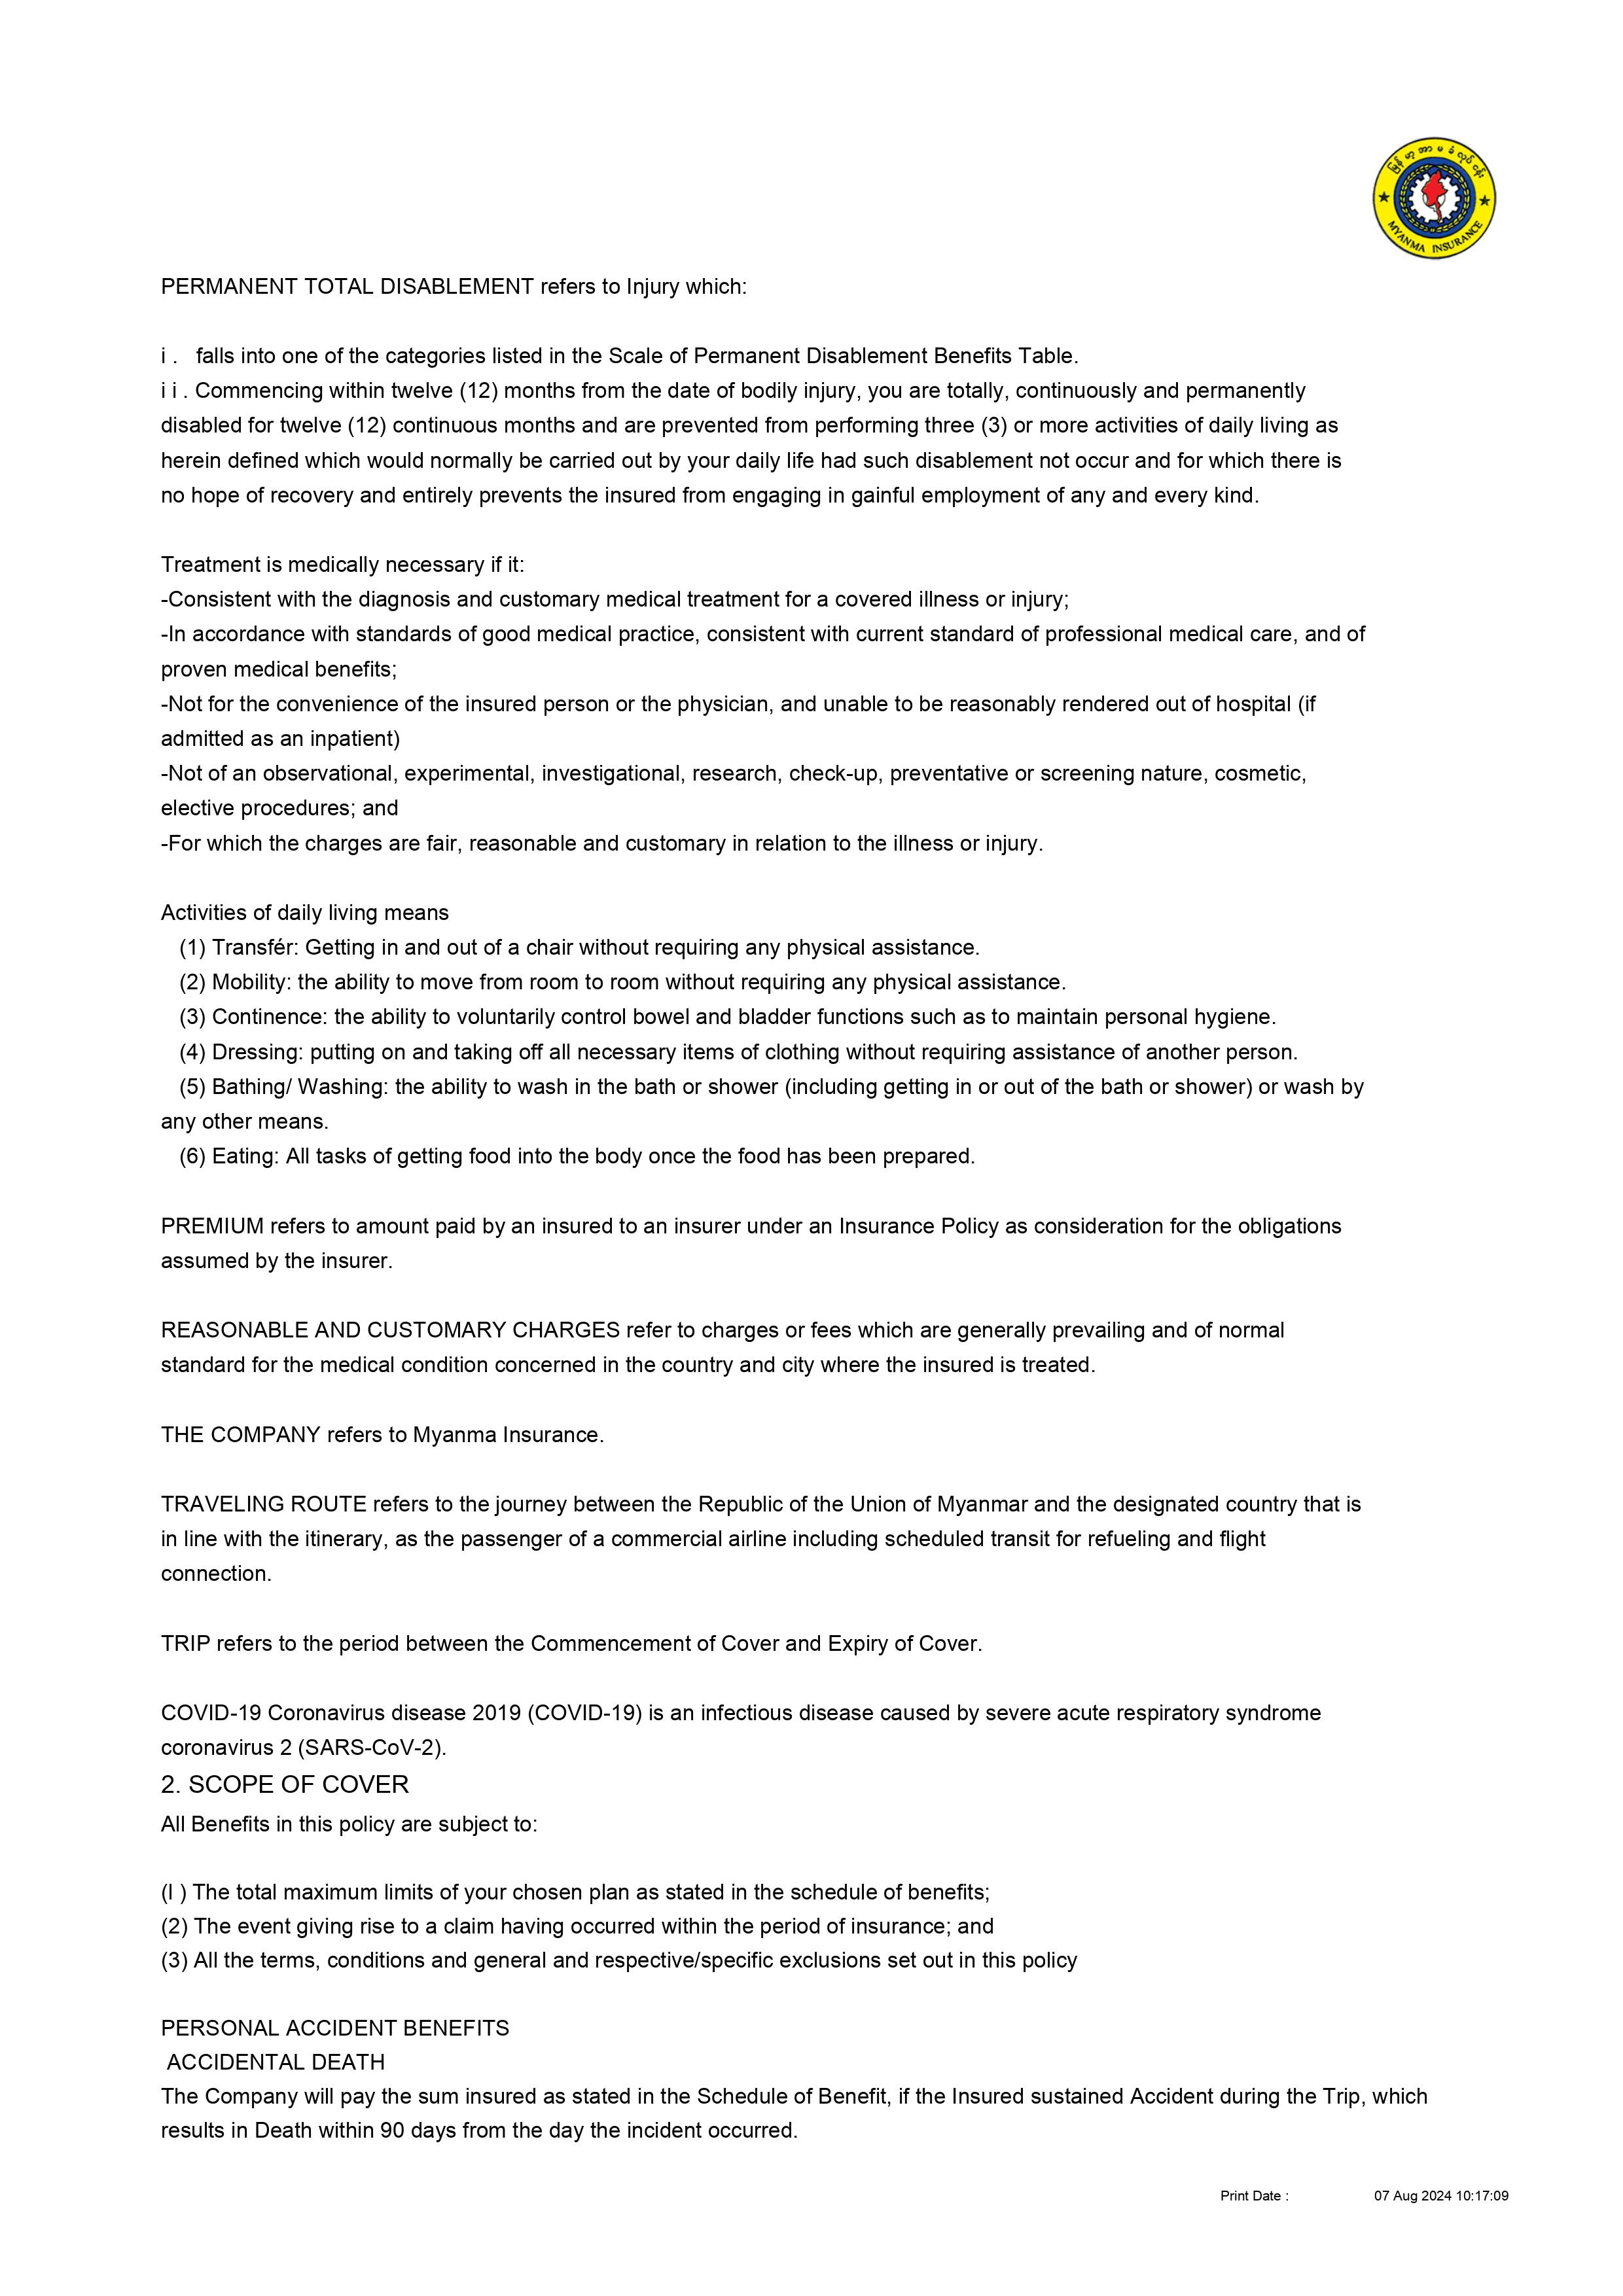 မြန်မာ့အာမခံလုပ်ငန်း
MYANMA INSURANCE
PERMANENT TOTAL DISABLEMENT refers to Injury which:
i . falls into one of the categories listed in the Scale of Permanent Disablement Benefits Table.
i i . Commencing within twelve (12) months from the date of bodily injury, you are totally, continuously and permanently
disabled for twelve (12) continuous months and are prevented from performing three (3) or more activities of daily living as
herein defined which would normally be carried out by your daily life had such disablement not occur and for which there is
no hope of recovery and entirely prevents the insured from engaging in gainful employment of any and every kind.
Treatment is medically necessary if it:
-Consistent with the diagnosis and customary medical treatment for a covered illness or injury;
-In accordance with standards of good medical practice, consistent with current standard of professional medical care, and of
proven medical benefits;
-Not for the convenience of the insured person or the physician, and unable to be reasonably rendered out of hospital (if
admitted as an inpatient)
-Not of an observational, experimental, investigational, research, check-up, preventative or screening nature, cosmetic,
elective procedures; and
-For which the charges are fair, reasonable and customary in relation to the illness or injury.
Activities of daily living means
(1) Transfér: Getting in and out of a chair without requiring any physical assistance.
(2) Mobility: the ability to move from room to room without requiring any physical assistance.
(3) Continence: the ability to voluntarily control bowel and bladder functions such as to maintain personal hygiene.
(4) Dressing: putting on and taking off all necessary items of clothing without requiring assistance of another person.
(5) Bathing/ Washing: the ability to wash in the bath or shower (including getting in or out of the bath or shower) or wash by
any other means.
(6) Eating: All tasks of getting food into the body once the food has been prepared.
PREMIUM refers to amount paid by an insured to an insurer under an Insurance Policy as consideration for the obligations
assumed by the insurer.
REASONABLE AND CUSTOMARY CHARGES refer to charges or fees which are generally prevailing and of normal
standard for the medical condition concerned in the country and city where the insured is treated.
THE COMPANY refers to Myanma Insurance.
TRAVELING ROUTE refers to the journey between the Republic of the Union of Myanmar and the designated country that is
in line with the itinerary, as the passenger of a commercial airline including scheduled transit for refueling and flight
connection.
TRIP refers to the period between the Commencement of Cover and Expiry of Cover.
COVID-19 Coronavirus disease 2019 (COVID-19) is an infectious disease caused by severe acute respiratory syndrome
coronavirus 2 (SARS-CoV-2).
2. SCOPE OF COVER
All Benefits in this policy are subject to:
(l ) The total maximum limits of your chosen plan as stated in the schedule of benefits;
(2) The event giving rise to a claim having occurred within the period of insurance; and
(3) All the terms, conditions and general and respective/specific exclusions set out in this policy
PERSONAL ACCIDENT BENEFITS
ACCIDENTAL DEATH
The Company will pay the sum insured as stated in the Schedule of Benefit, if the Insured sustained Accident during the Trip, which
results in Death within 90 days from the day the incident occurred.
Print Date : 07 Aug 2024 10:17:09